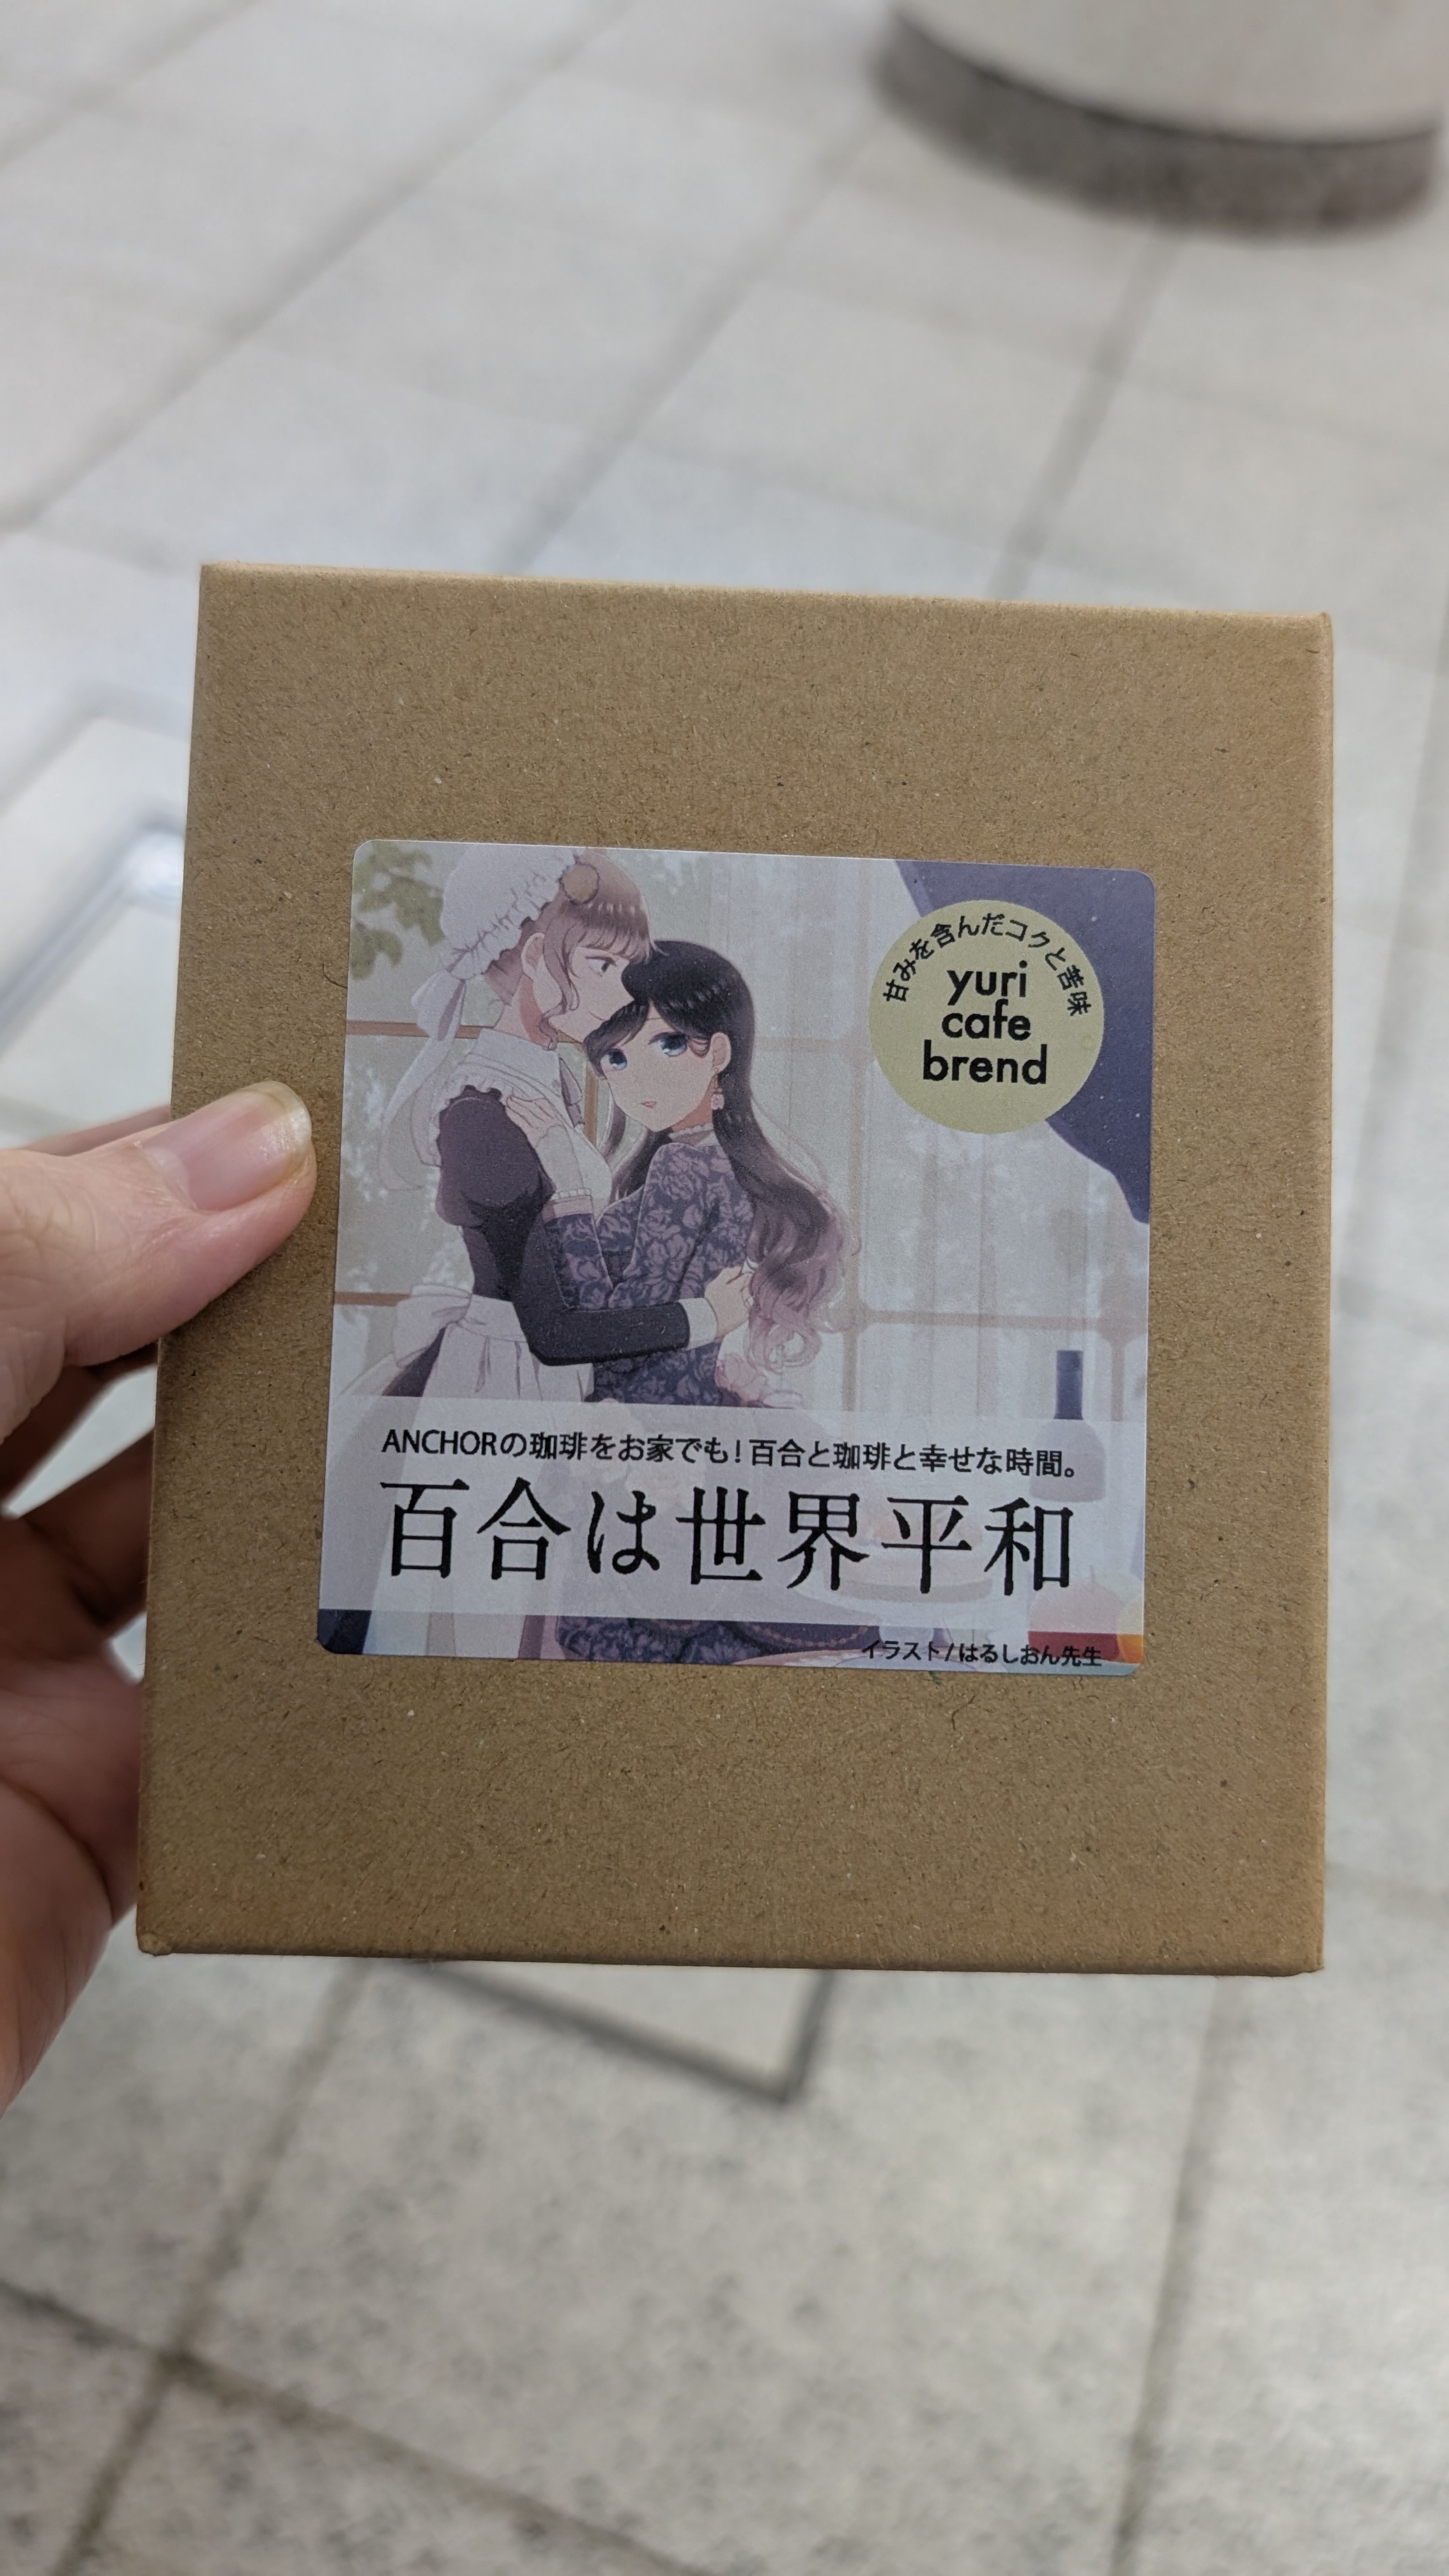 甘みを含んだコクと苦味
yuri
cafe
brend
ANCHORの珈琲をお家でも!百合と珈琲と幸せな時間。
百合は世界平和
イラスト/はるしおん先生